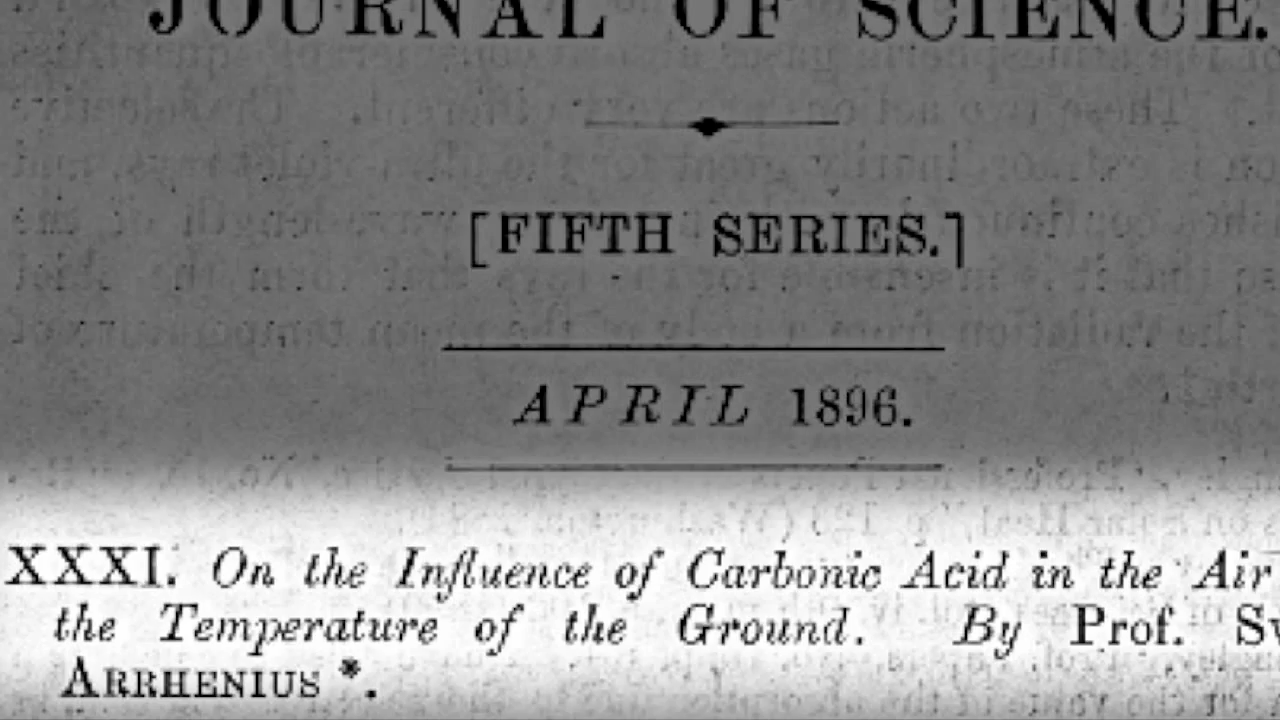 JOURNAL OF SCIENCE.
[FIFTH SERIES.]
APRIL 1896.
XXXI. On the Influence of Carbonic Acid in the Air
the Temperature of the Ground. By Prof.
ARRHENIUS *.